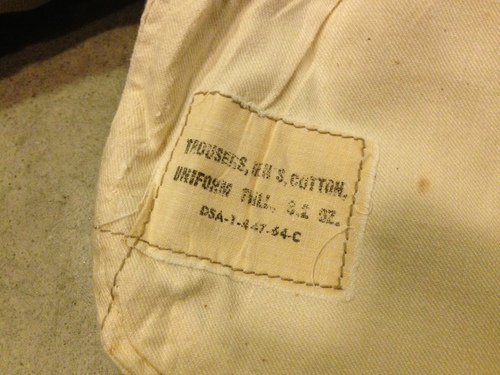 TROUSERS, MEN'S, COTTON,
UNIFORM TWILL, 8.2 OZ.
DSA-1-447-64-C